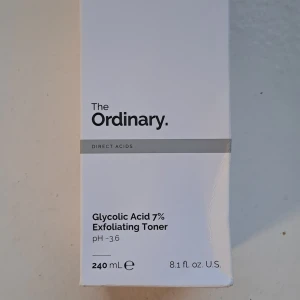 The
Ordinary.
DIRECT ACIDS
Glycolic Acid 7%
Exfoliating Toner
pH ~3.6
240 mL ℮ 8.1 fl. oz. U.S.